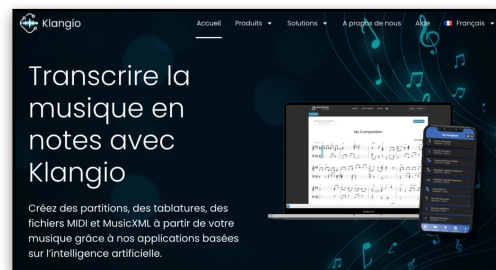 Klangio
Accueil Produits Solutions À propos de nous Aide Français
Transcrire la
musique en
notes avec
Klangio
Créez des partitions, des tablatures, des
fichiers MIDI et MusicXML à partir de votre
musique grâce à nos applications basées
sur l'intelligence artificielle.
My Composition